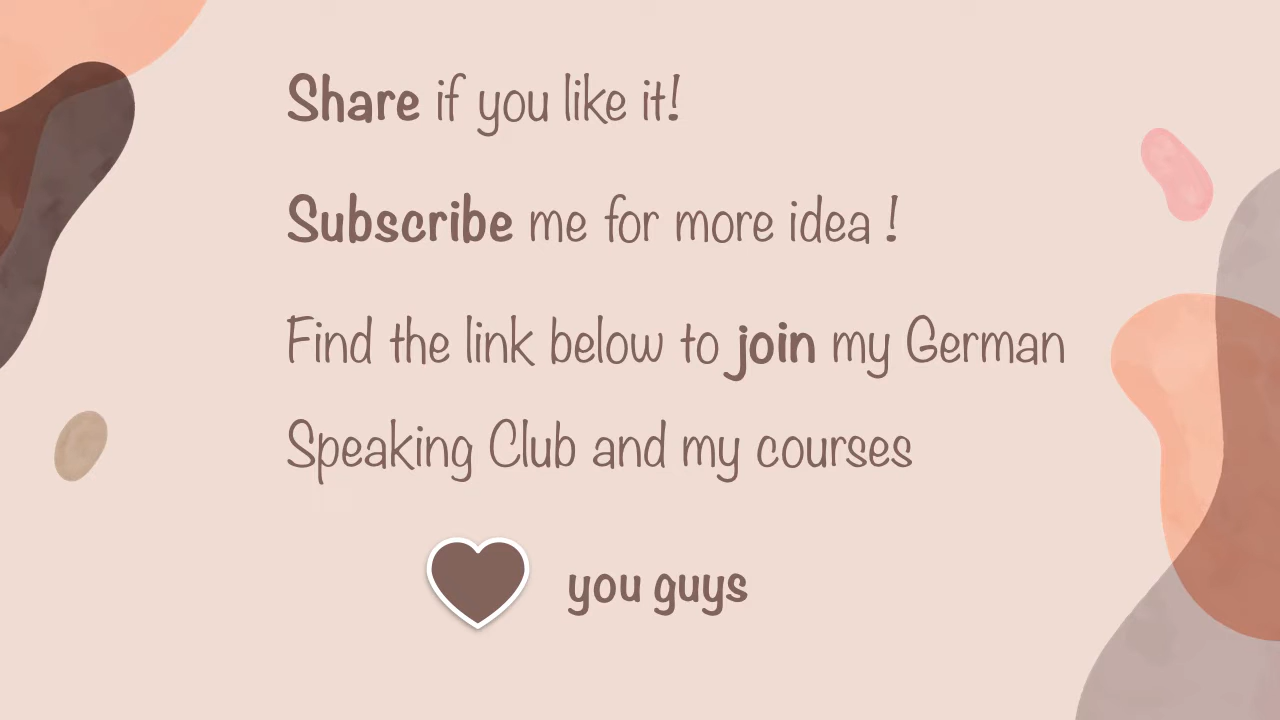 Share if you like it!
Subscribe me for more idea !
Find the link below to join my German
Speaking Club and my courses
you guys